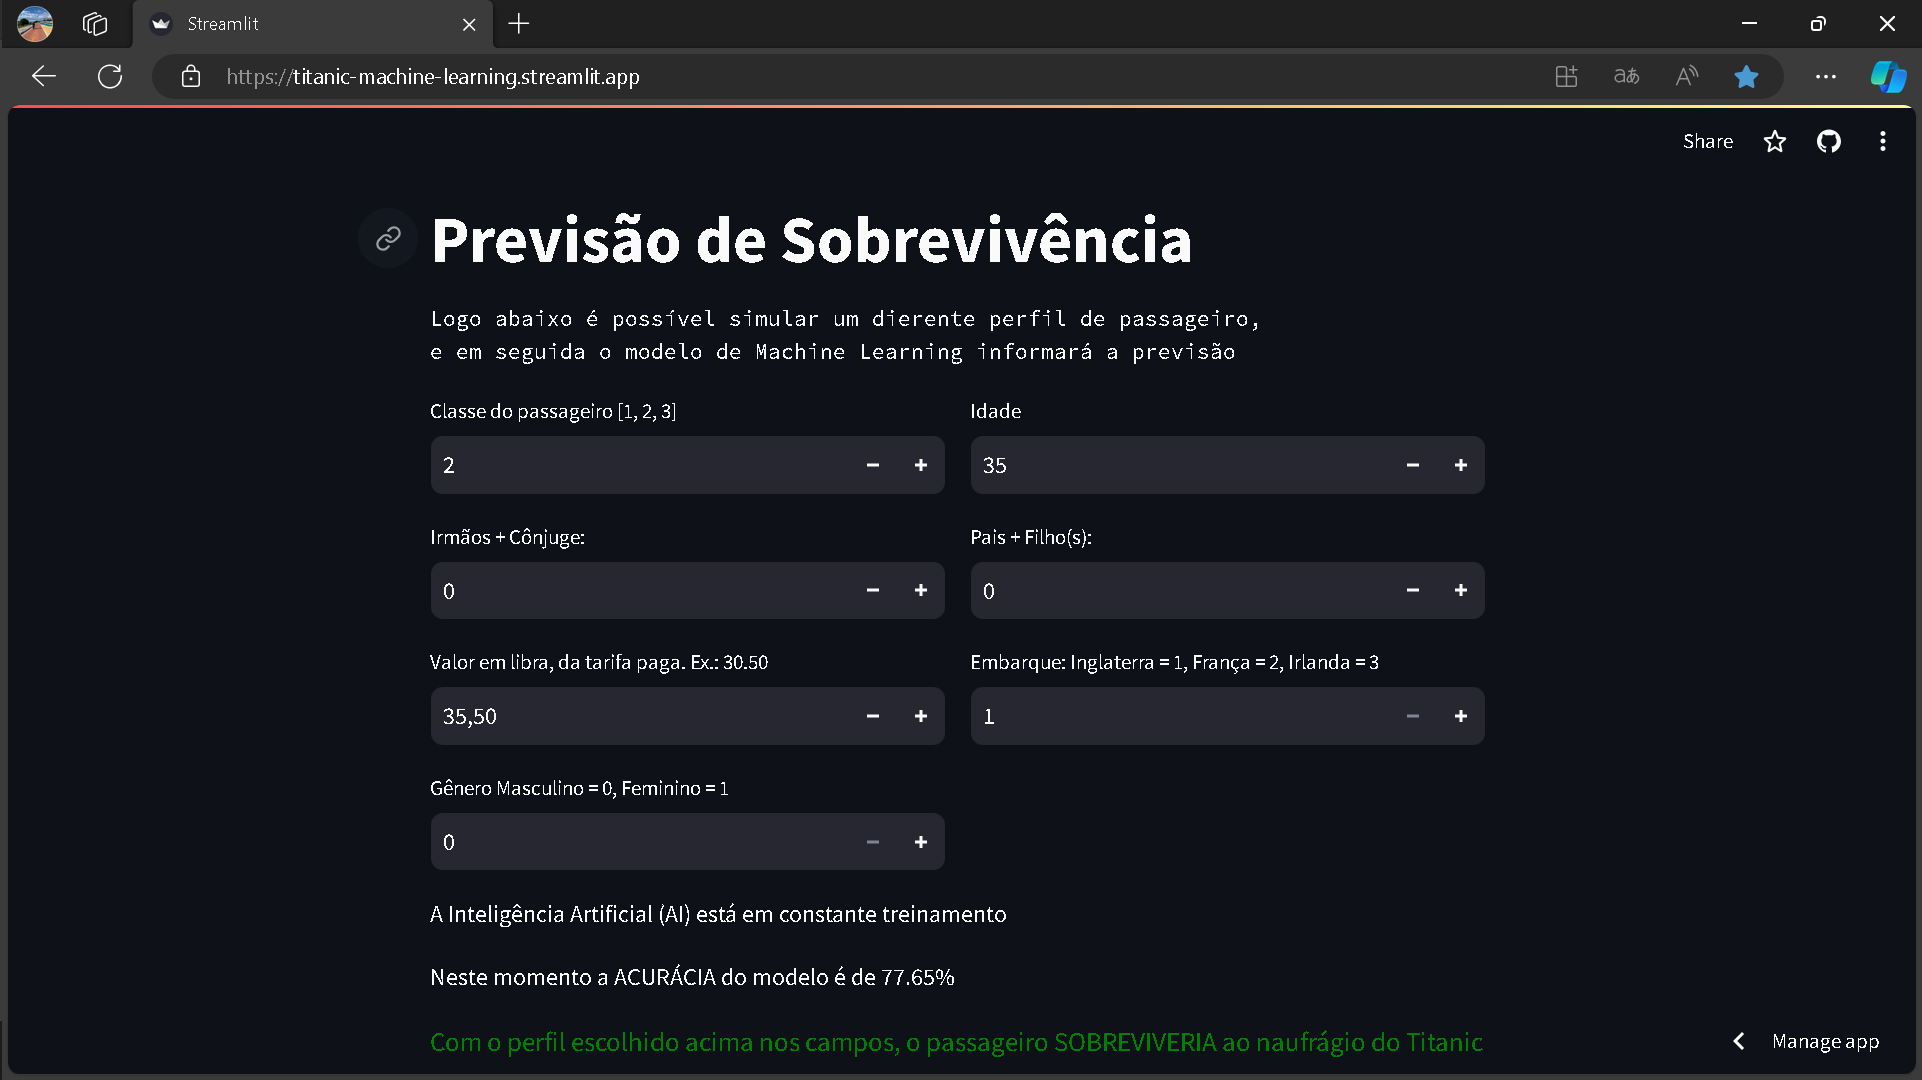 Streamlit
https://titanic-machine-learning.streamlit.app
Share
Previsão de Sobrevivência
Logo abaixo é possível simular um dierente perfil de passageiro,
e em seguida o modelo de Machine Learning informará a previsão
Classe do passageiro [1, 2, 3]
Idade
2
35
Irmãos + Cônjuge:
Pais + Filho(s):
0
0
Valor em libra, da tarifa paga. Ex.: 30.50
Embarque: Inglaterra = 1, França = 2, Irlanda = 3
35,50
1
Gênero Masculino = 0, Feminino = 1
0
A Inteligência Artificial (AI) está em constante treinamento
Neste momento a ACURÁCIA do modelo é de 77.65%
Com o perfil escolhido acima nos campos, o passageiro SOBREVIVERIA ao naufrágio do Titanic
Manage app